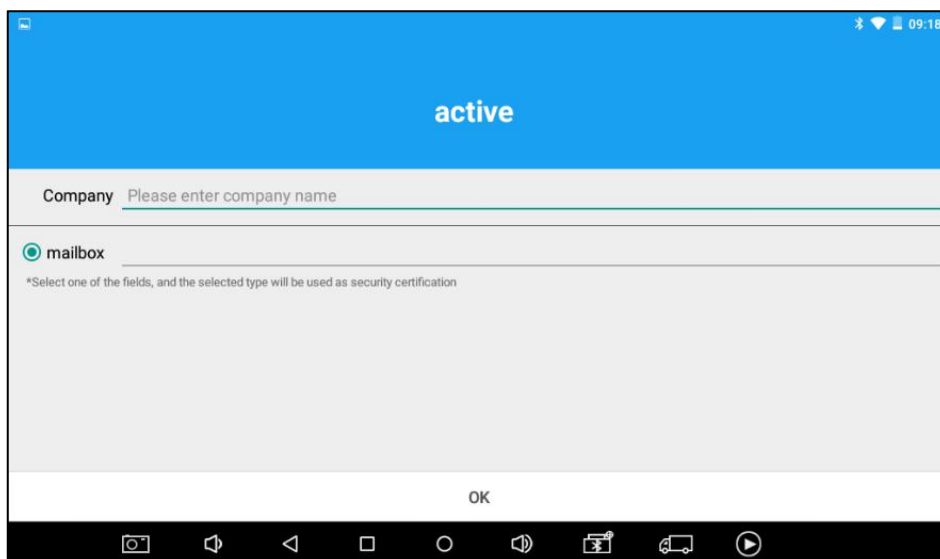 09:18
active
Company Please enter company name
mailbox
*Select one of the fields, and the selected type will be used as security certification
OK